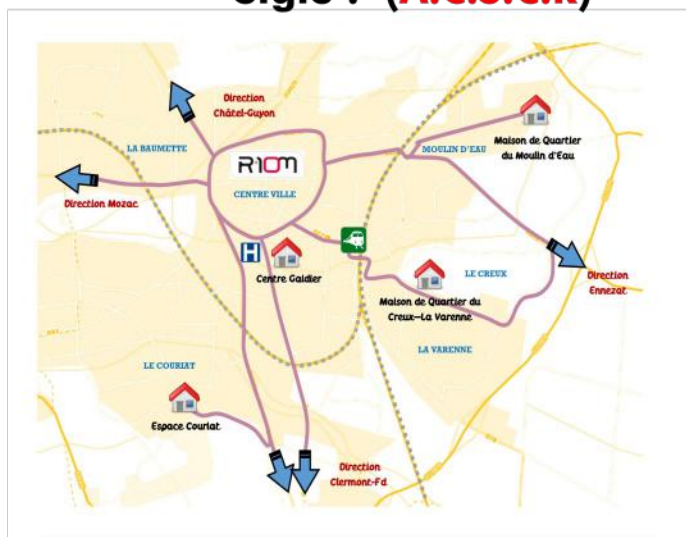 Sigle : (A.C.S.C.R)
Direction
Châtel-Guyon
LA BAUMETTE
RIOM
MOULIN D'EAU
Maison de Quartier
du Moulin d'Eau
Direction Mozac
CENTRE VILLE
H
Centre Gaidier
LE CREUX
Direction
Ennezat
Maison de Quartier du
Creux–La Varenne
LA VARENNE
LE COURIAT
Espace Couriat
Direction
Clermont-Fd